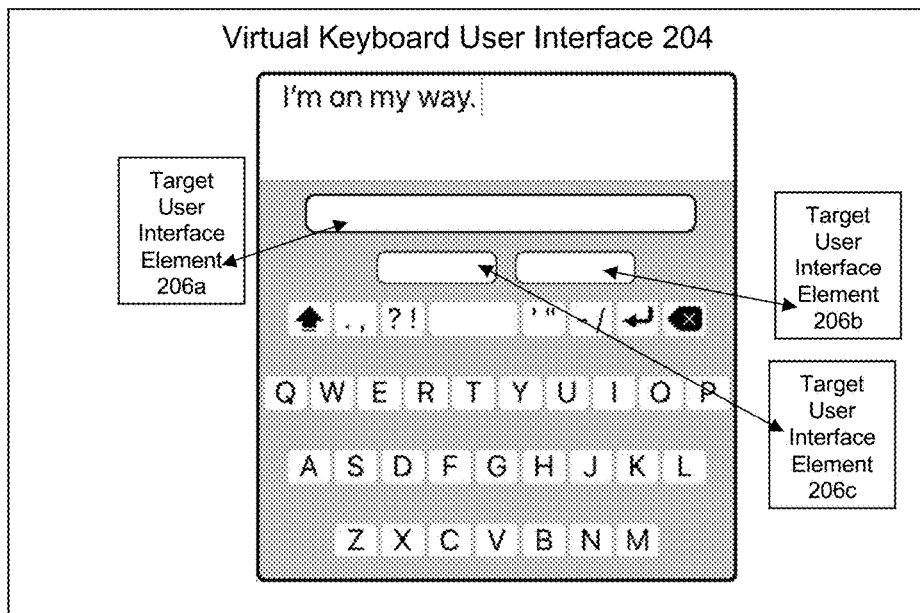 Virtual Keyboard User Interface 204
I'm on my way.
Target
User
Interface
Element
206a
Target
User
Interface
Element
206b
. , ? ! ' " - /
Q W E R T Y U I O P
Target
User
Interface
Element
206c
A S D F G H J K L
Z X C V B N M